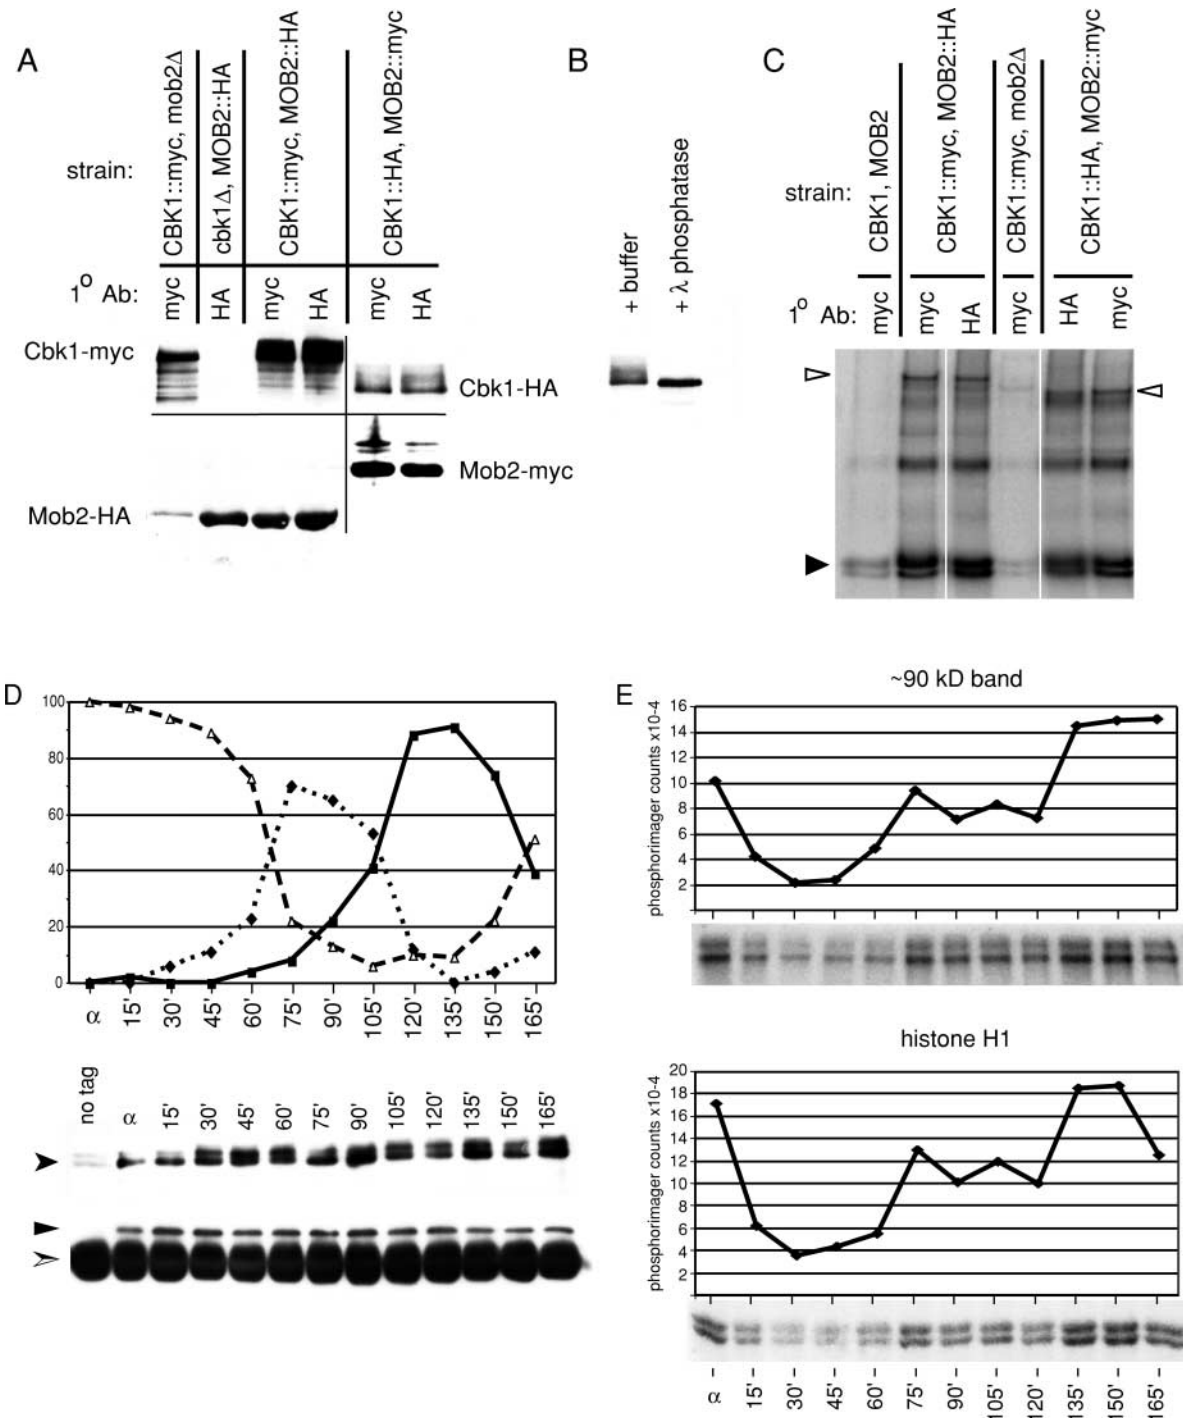 A
strain:
CBK1::myc, mob2Δ
cbk1Δ, MOB2::HA
CBK1::myc, MOB2::HA
CBK1::HA, MOB2::myc
1° Ab:
myc
HA
myc
HA
myc
HA
Cbk1-myc
Cbk1-HA
Mob2-myc
Mob2-HA
B
+ buffer
+ λ phosphatase
C
strain:
CBK1, MOB2
CBK1::myc, MOB2::HA
CBK1::myc, mob2Δ
CBK1::HA, MOB2::myc
1° Ab:
myc
myc
HA
myc
HA
myc
D
100
80
60
40
20
0
α 15' 30' 45' 60' 75' 90' 105' 120' 135' 150' 165'
no tag α 15' 30' 45' 60' 75' 90' 105' 120' 135' 150' 165'
E
~90 kD band
phosphorimager counts x10-4
16
14
12
10
8
6
4
2
histone H1
phosphorimager counts x10-4
20
18
16
14
12
10
8
6
4
2
α - 15'- 30'- 45'- 60'- 75'- 90'- 105'- 120'- 135'- 150'- 165'-